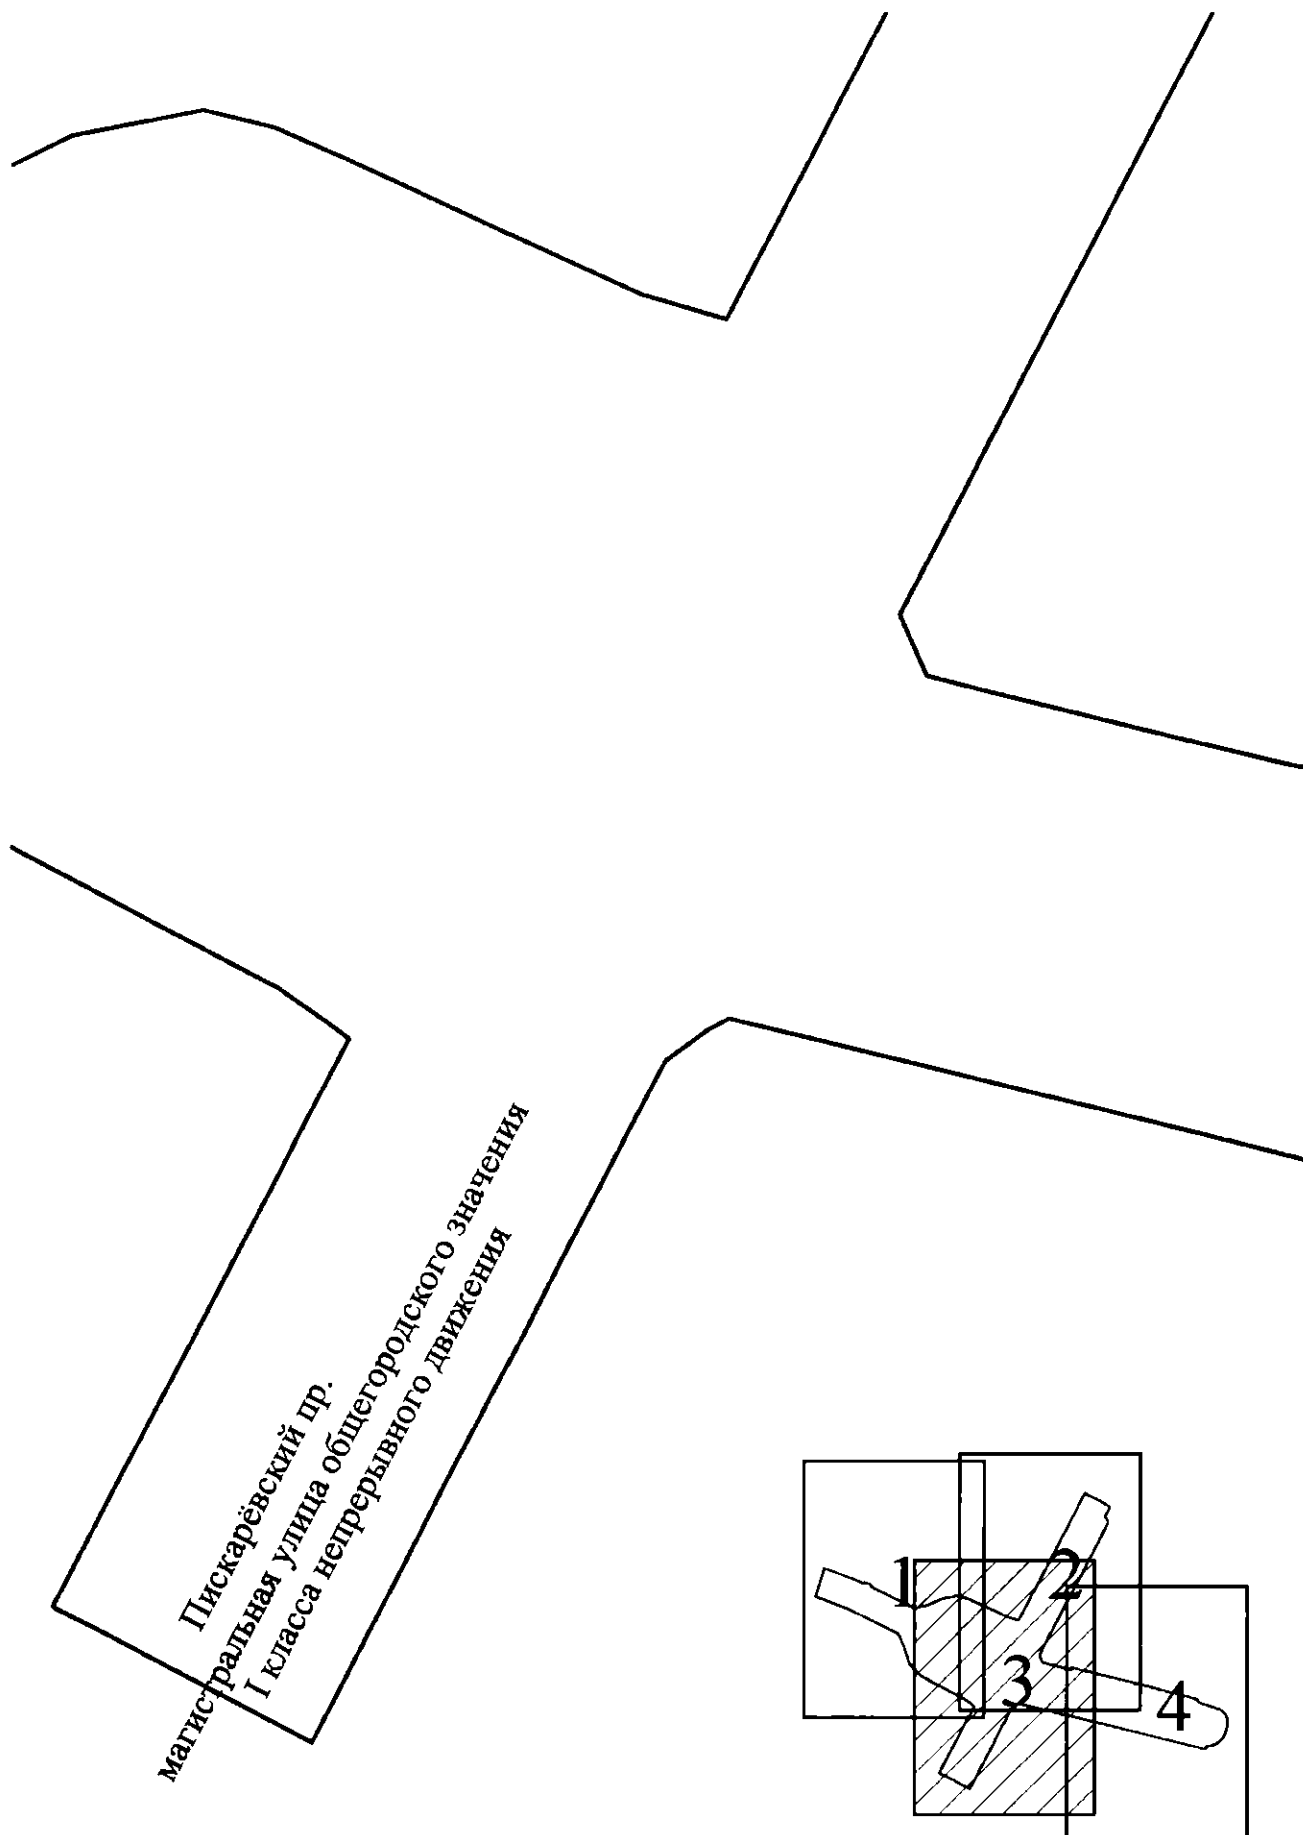 Пискарёвский пр.
магистральная улица общегородского значения
I класса непрерывного движения
1
2
3
4